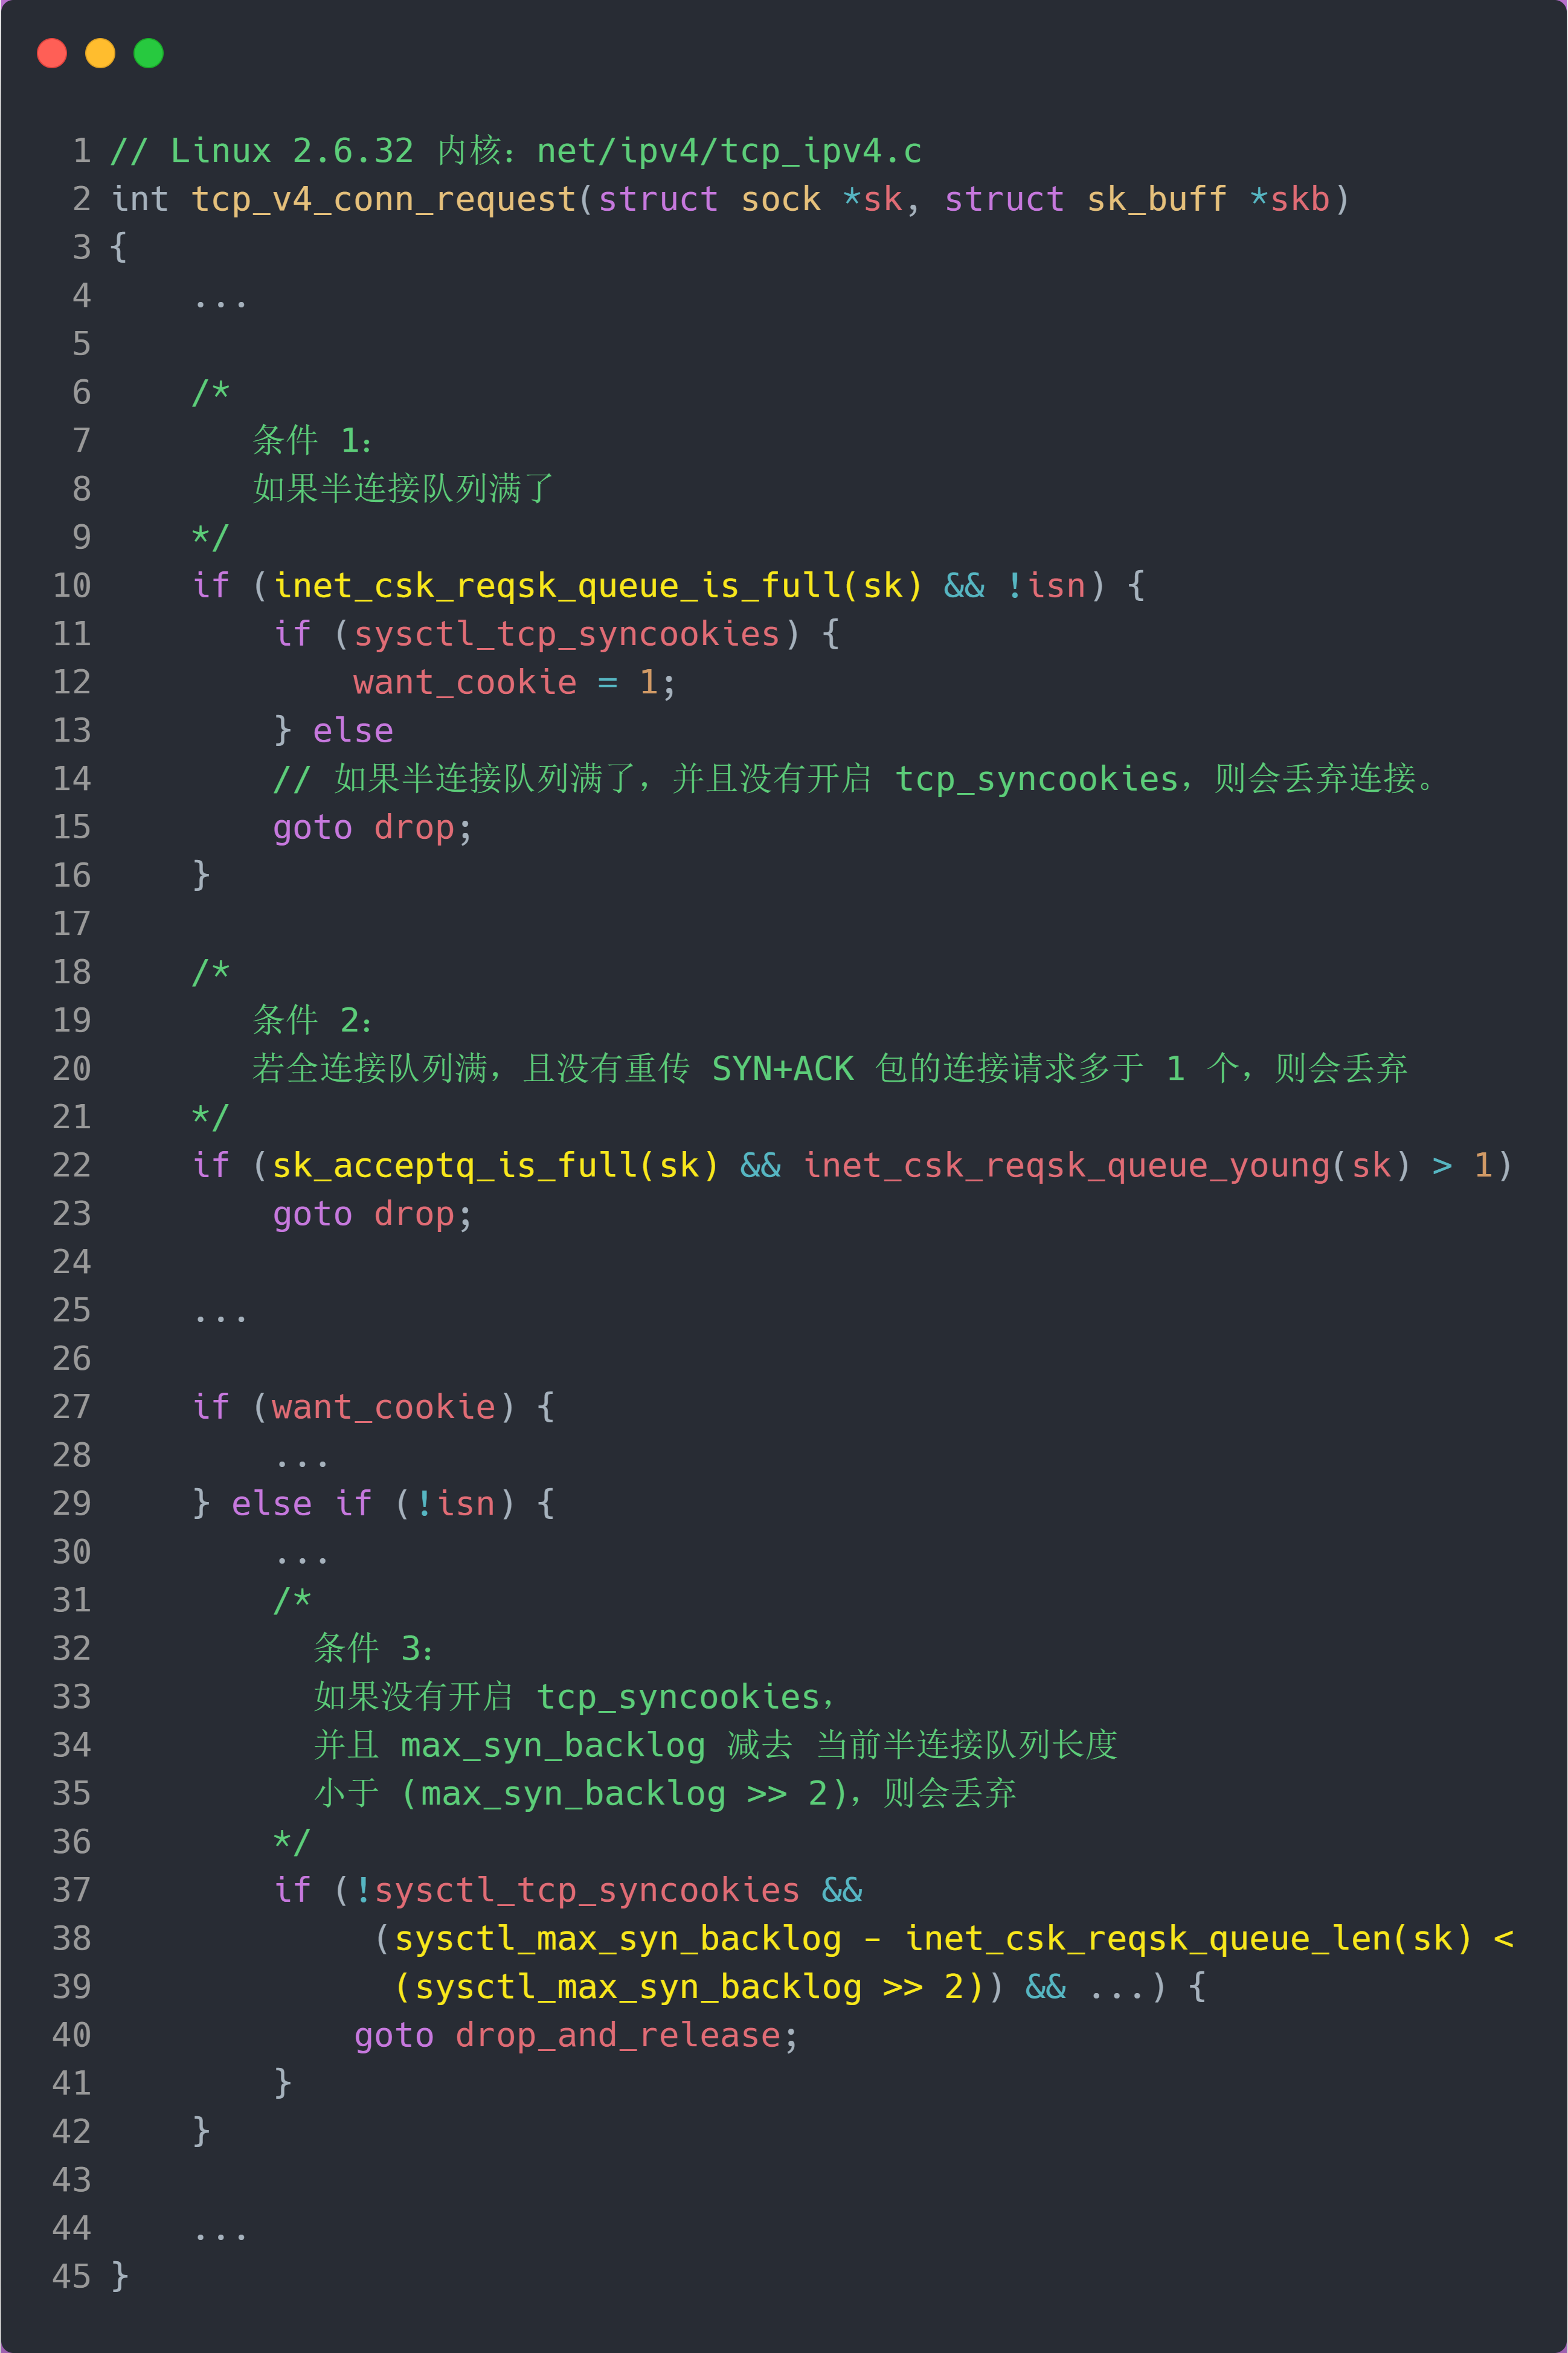 1 // Linux 2.6.32 内核：net/ipv4/tcp_ipv4.c
2 int tcp_v4_conn_request(struct sock *sk, struct sk_buff *skb)
3 {
4     ...
5
6     /*
7        条件 1：
8        如果半连接队列满了
9     */
10     if (inet_csk_reqsk_queue_is_full(sk) && !isn) {
11         if (sysctl_tcp_syncookies) {
12             want_cookie = 1;
13         } else
14         // 如果半连接队列满了，并且没有开启 tcp_syncookies，则会丢弃连接。
15         goto drop;
16     }
17
18     /*
19        条件 2：
20        若全连接队列满，且没有重传 SYN+ACK 包的连接请求多于 1 个，则会丢弃
21     */
22     if (sk_acceptq_is_full(sk) && inet_csk_reqsk_queue_young(sk) > 1)
23         goto drop;
24
25     ...
26
27     if (want_cookie) {
28         ...
29     } else if (!isn) {
30         ...
31         /*
32           条件 3：
33           如果没有开启 tcp_syncookies，
34           并且 max_syn_backlog 减去 当前半连接队列长度
35           小于 (max_syn_backlog >> 2)，则会丢弃
36         */
37         if (!sysctl_tcp_syncookies &&
38              (sysctl_max_syn_backlog - inet_csk_reqsk_queue_len(sk) <
39               (sysctl_max_syn_backlog >> 2)) && ...) {
40             goto drop_and_release;
41         }
42     }
43
44     ...
45 }